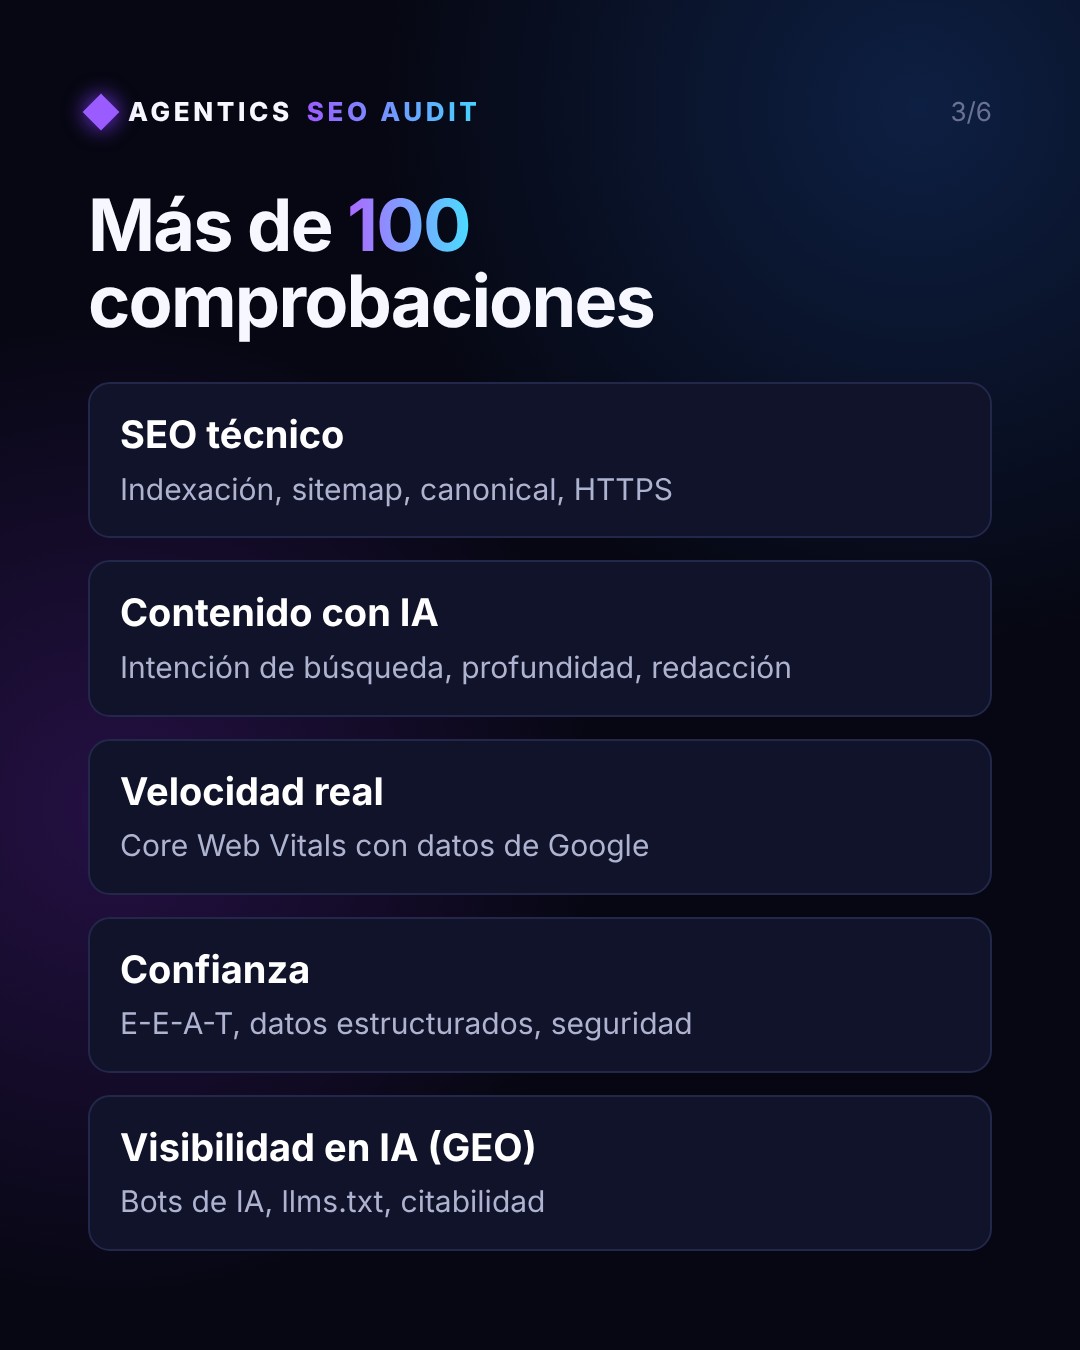 AGENTICS SEO AUDIT
3/6
Más de 100
comprobaciones
SEO técnico
Indexación, sitemap, canonical, HTTPS
Contenido con IA
Intención de búsqueda, profundidad, redacción
Velocidad real
Core Web Vitals con datos de Google
Confianza
E-E-A-T, datos estructurados, seguridad
Visibilidad en IA (GEO)
Bots de IA, llms.txt, citabilidad